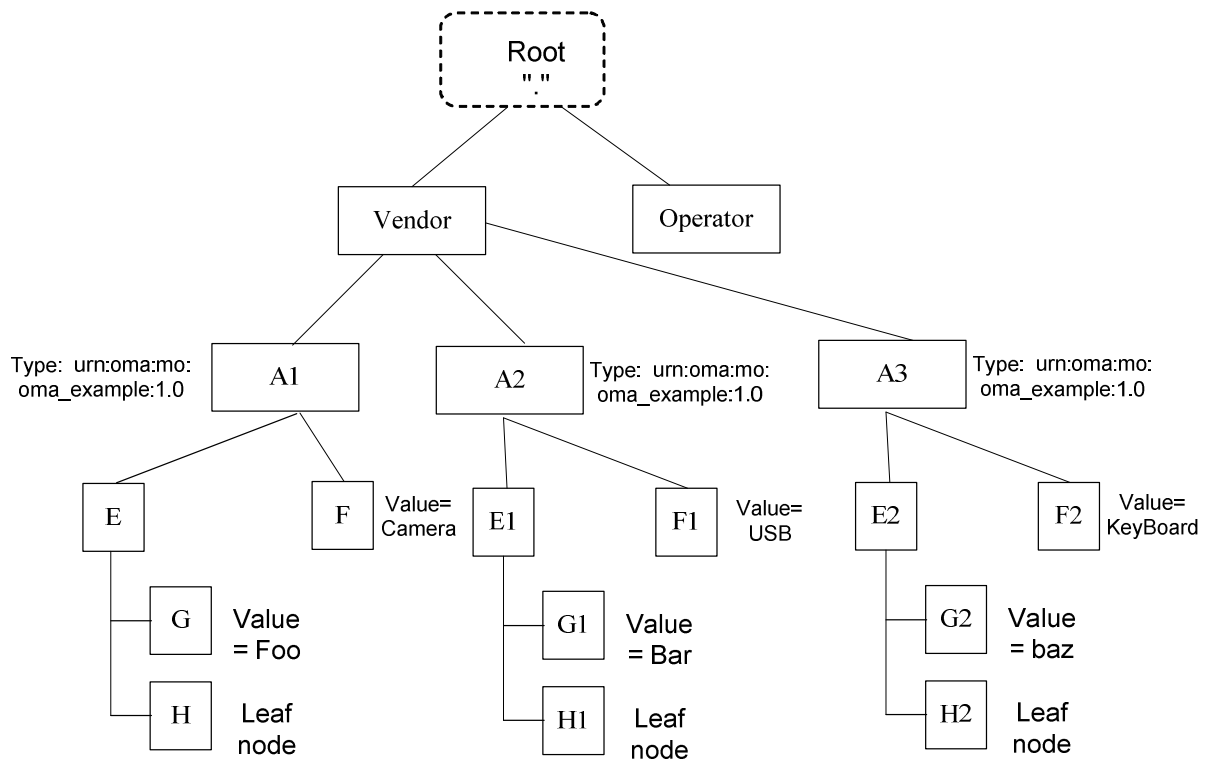 Root
"."
Vendor
Operator
Type: urn:oma:mo:
oma_example:1.0
A1
A2
Type: urn:oma:mo:
oma_example:1.0
A3
Type: urn:oma:mo:
oma_example:1.0
E
F
Value=
Camera
E1
F1
Value=
USB
E2
F2
Value=
KeyBoard
G
Value
= Foo
G1
Value
= Bar
G2
Value
= baz
H
Leaf
node
H1
Leaf
node
H2
Leaf
node